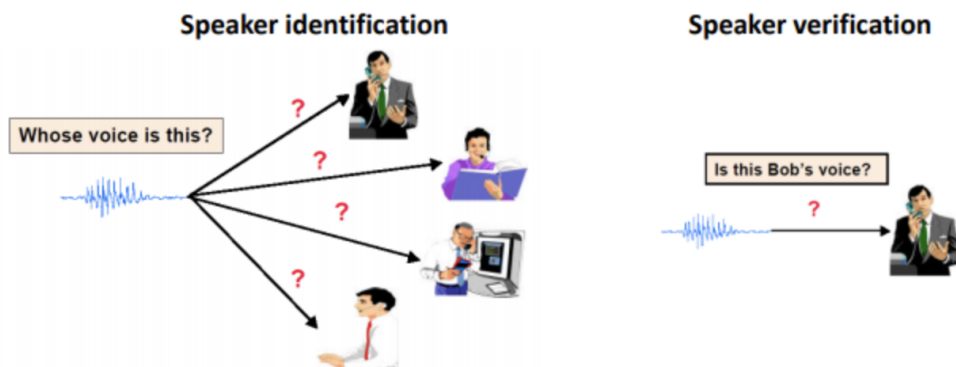 Speaker identification
Whose voice is this?
?
?
?
?
Speaker verification
Is this Bob's voice?
?